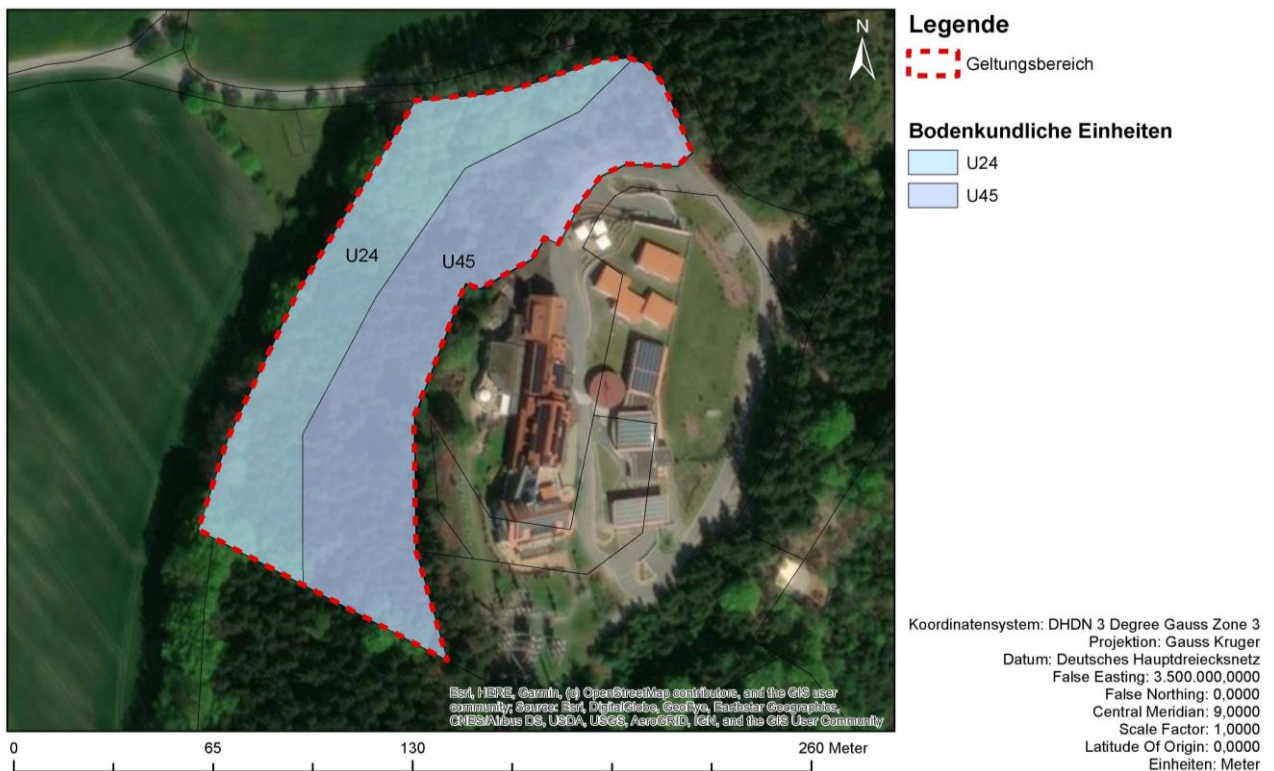 N
U24
U45
Esri, HERE, Garmin, (c) OpenStreetMap contributors, and the GIS user
community; Source: Esri, DigitalGlobe, GeoEye, Earthstar Geographics,
CNES/Airbus DS, USDA, USGS, AeroGRID, IGN, and the GIS User Community
0 65 130 260 Meter
Legende
Geltungsbereich
Bodenkundliche Einheiten
U24
U45
Koordinatensystem: DHDN 3 Degree Gauss Zone 3
Projektion: Gauss Kruger
Datum: Deutsches Hauptdreiecksnetz
False Easting: 3.500.000,0000
False Northing: 0,0000
Central Meridian: 9,0000
Scale Factor: 1,0000
Latitude Of Origin: 0,0000
Einheiten: Meter